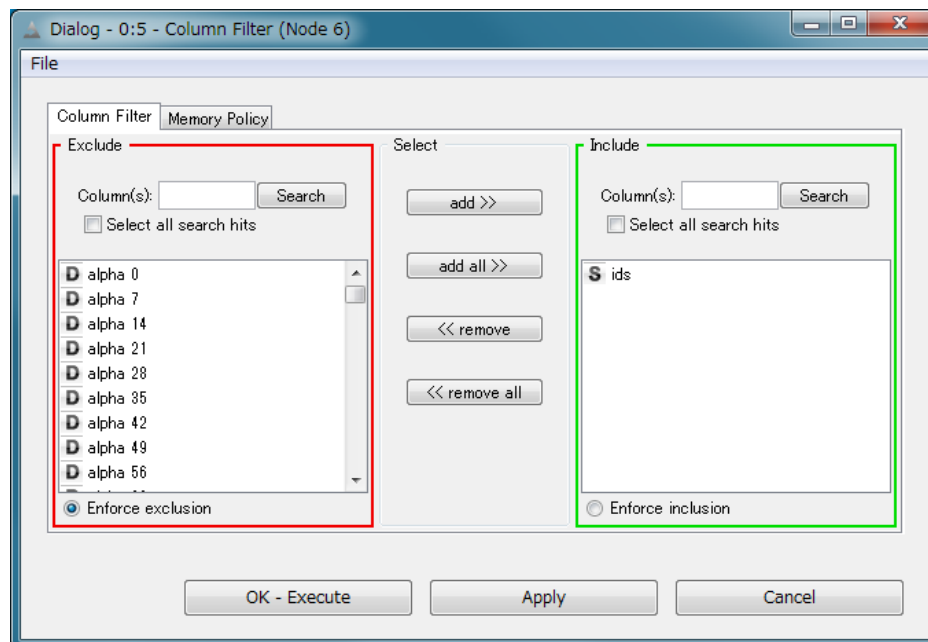 Dialog - 0:5 - Column Filter (Node 6)
File
Column Filter
Memory Policy
Exclude
Column(s):
Search
Select all search hits
D alpha 0
D alpha 7
D alpha 14
D alpha 21
D alpha 28
D alpha 35
D alpha 42
D alpha 49
D alpha 56
Enforce exclusion
Select
add >>
add all >>
<< remove
<< remove all
Include
Column(s):
Search
Select all search hits
S ids
Enforce inclusion
OK - Execute
Apply
Cancel